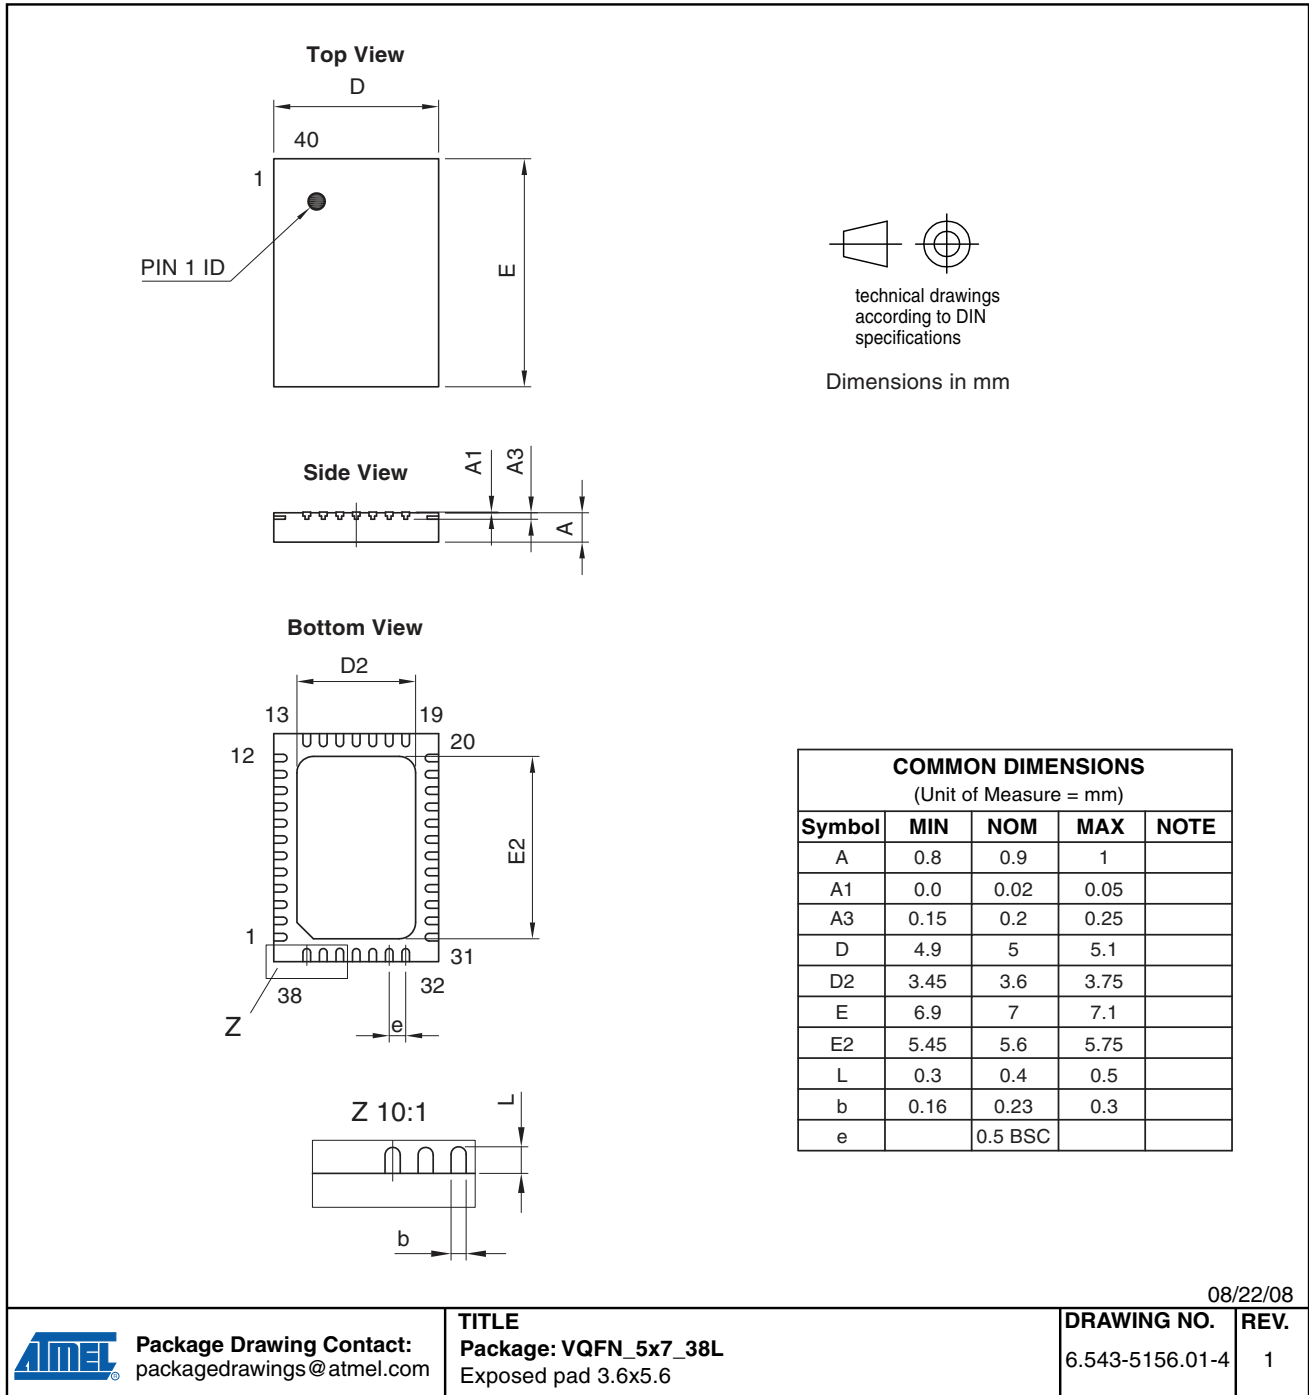 Top View
D
40
1
PIN 1 ID
E
technical drawings
according to DIN
specifications
Dimensions in mm
Side View
A1
A3
A
Bottom View
D2
13
19
12
20
E2
1
31
38
32
Z
e
Z 10:1
L
b
COMMON DIMENSIONS
(Unit of Measure = mm)
Symbol MIN NOM MAX NOTE
A 0.8 0.9 1
A1 0.0 0.02 0.05
A3 0.15 0.2 0.25
D 4.9 5 5.1
D2 3.45 3.6 3.75
E 6.9 7 7.1
E2 5.45 5.6 5.75
L 0.3 0.4 0.5
b 0.16 0.23 0.3
e 0.5 BSC
08/22/08
ATMEL ®
Package Drawing Contact:
packagedrawings@atmel.com
TITLE
Package: VQFN_5x7_38L
Exposed pad 3.6x5.6
DRAWING NO.
6.543-5156.01-4
REV.
1